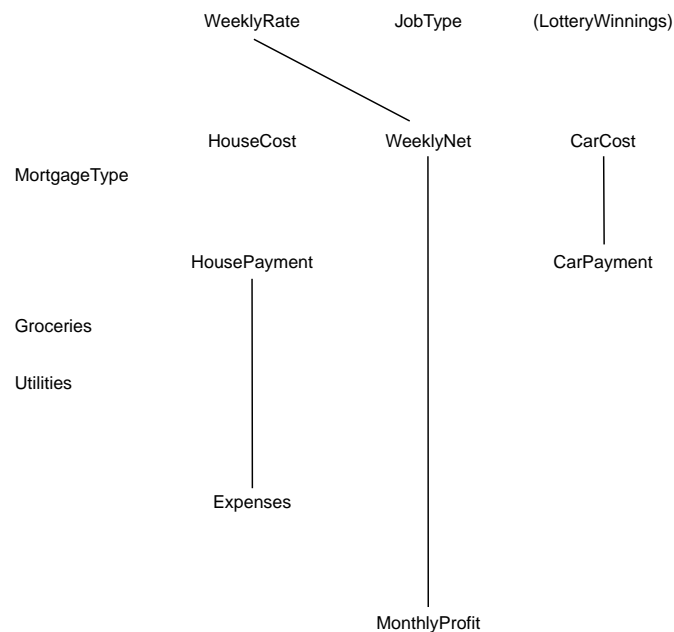 WeeklyRate JobType (LotteryWinnings)
HouseCost WeeklyNet CarCost
MortgageType
HousePayment CarPayment
Groceries
Utilities
Expenses
MonthlyProfit